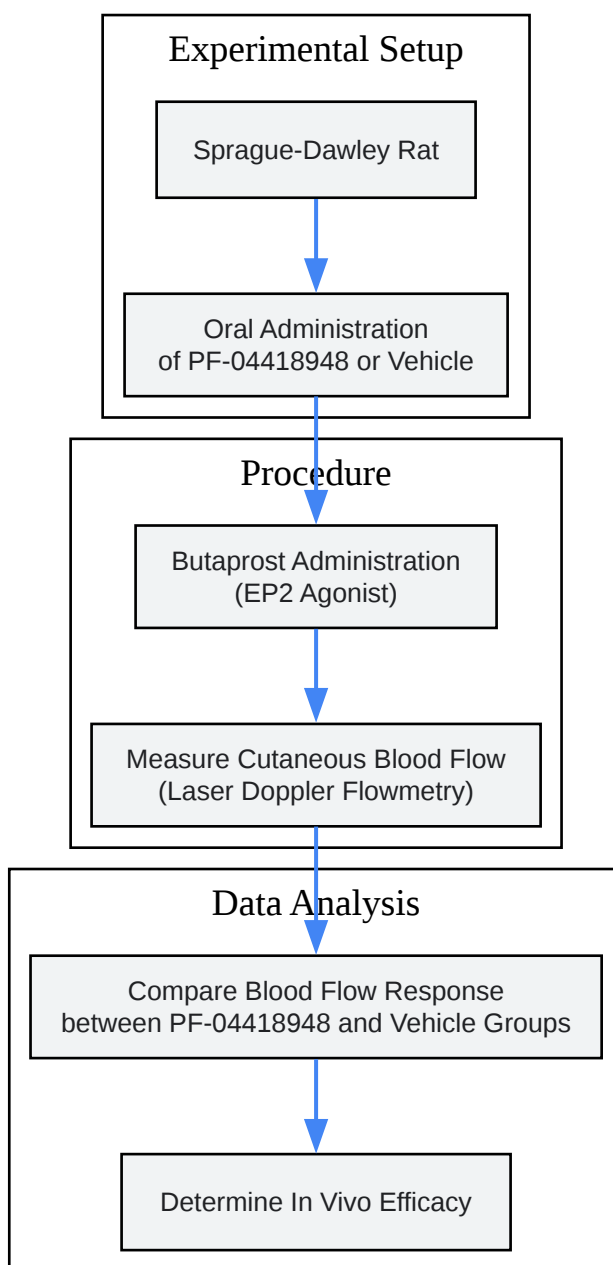 Experimental Setup
Sprague-Dawley Rat
Oral Administration
of PF-04418948 or Vehicle
Procedure
Butaprost Administration
(EP2 Agonist)
Measure Cutaneous Blood Flow
(Laser Doppler Flowmetry)
Data Analysis
Compare Blood Flow Response
between PF-04418948 and Vehicle Groups
Determine In Vivo Efficacy